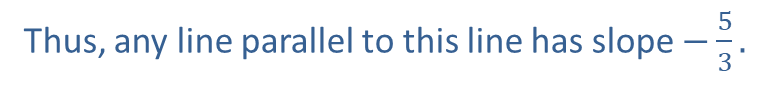 Thus, any line parallel to this line has slope −5/3.